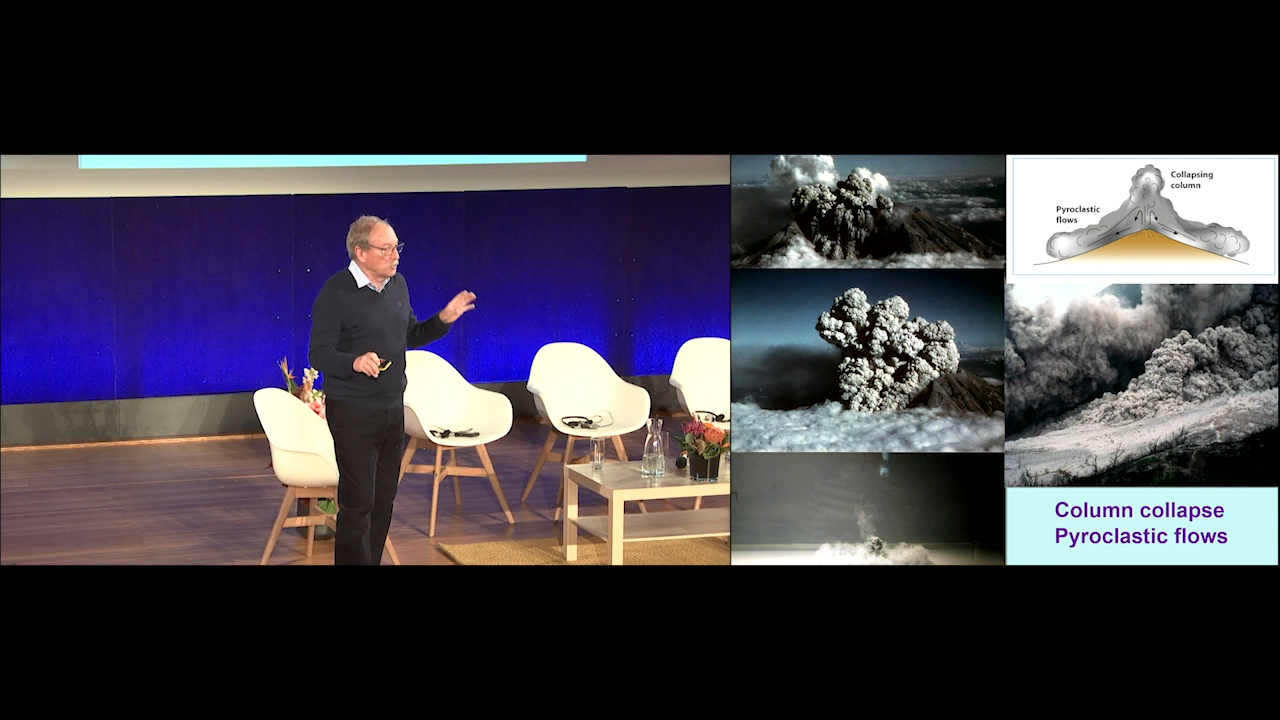 Collapsing
column
Pyroclastic
flows
Column collapse
Pyroclastic flows